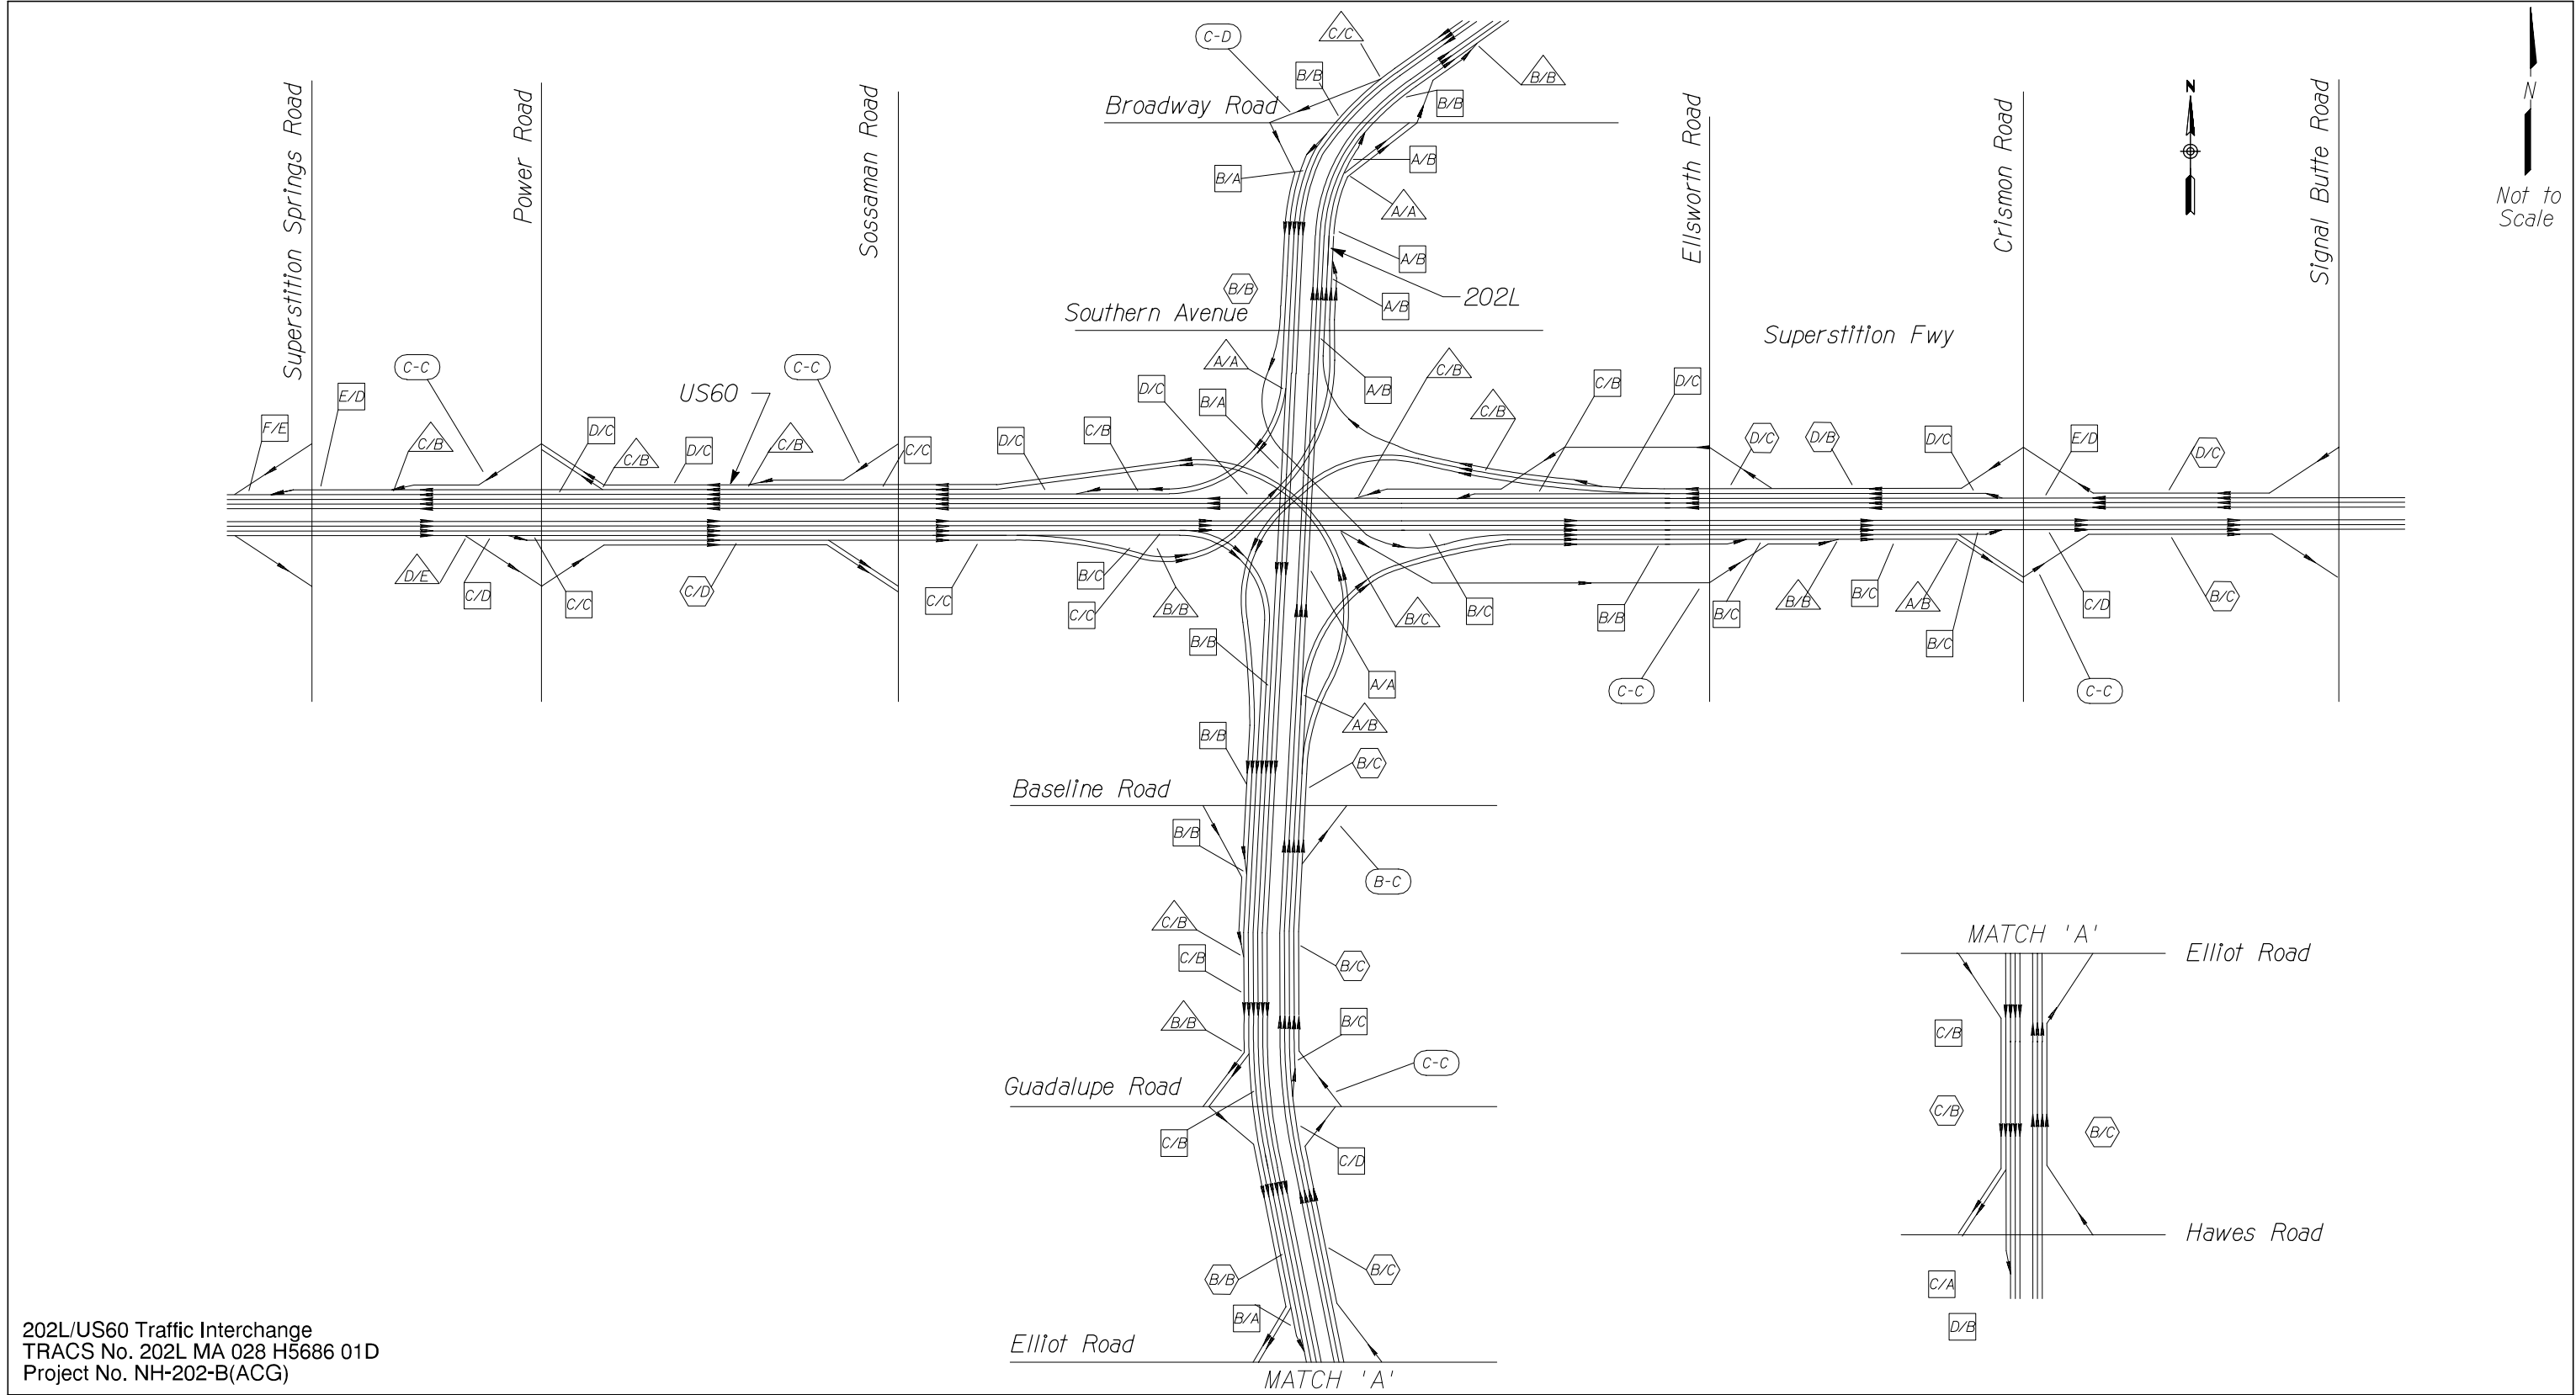 C-D
C/C
B/B
B/B
Broadway Road
B/B
B/A
A/B
A/A
A/B
B/B
A/B
202L
Southern Avenue
Superstition Springs Road
Power Road
Sossaman Road
Ellsworth Road
Crismon Road
Signal Butte Road
N
N
Not to
Scale
Superstition Fwy
C-C
US60
C-C
A/A
C/B
A/B
D/C
B/A
C/B
D/C
E/D
F/E
C/B
D/C
C/B
D/C
C/B
C/C
D/C
C/B
C/B
D/C
D/B
D/C
E/D
D/C
D/E
C/D
C/C
C/D
C/C
B/C
C/C
B/B
B/C
B/C
B/B
B/C
B/B
B/C
A/B
B/C
C/D
B/C
B/B
A/A
C-C
C-C
A/B
B/B
B/C
Baseline Road
B/B
B-C
C/B
C/B
B/C
B/B
B/C
C-C
Guadalupe Road
C/B
C/D
B/B
B/C
B/A
Elliot Road
MATCH 'A'
MATCH 'A'
Elliot Road
C/B
C/B
B/C
Hawes Road
C/A
D/B
202L/US60 Traffic Interchange
TRACS No. 202L MA 028 H5686 01D
Project No. NH-202-B(ACG)